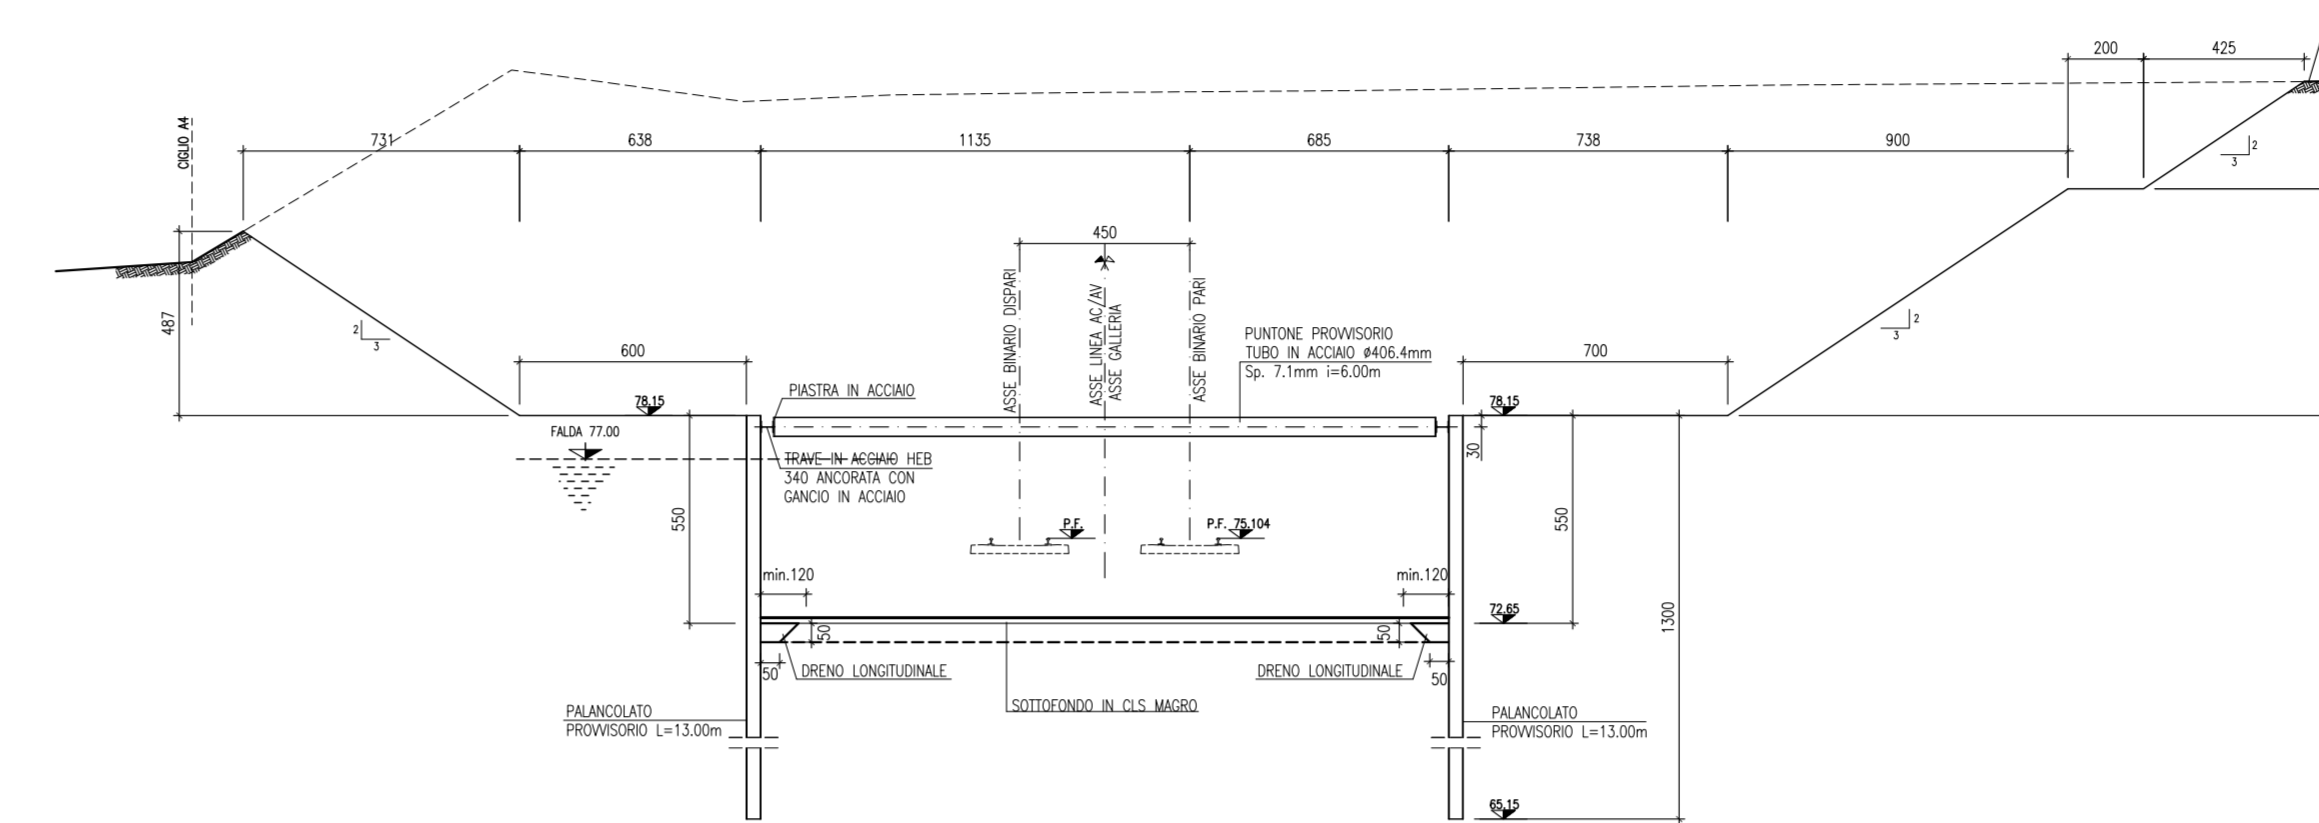 200
425
CIGLIO A4
731
638
1135
685
738
900
2
3
450
487
2
3
2
3
ASSE BINARIO DISPARI
ASSE LINEA AC/AV
ASSE GALLERIA
ASSE BINARIO PARI
PUNTONE PROVVISORIO
TUBO IN ACCIAIO ø406.4mm
Sp. 7.1mm i=6.00m
600
700
PIASTRA IN ACCIAIO
78.15
78.15
FALDA 77.00
30
TRAVE IN ACCIAIO HEB
340 ANCORATA CON
GANCIO IN ACCIAIO
550
550
P.F.
P.F. 75.104
min.120
min.120
72.65
1300
50
50
50
DRENO LONGITUDINALE
DRENO LONGITUDINALE
50
SOTTOFONDO IN CLS MAGRO
PALANCOLATO
PROVVISORIO L=13.00m
PALANCOLATO
PROVVISORIO L=13.00m
65.15